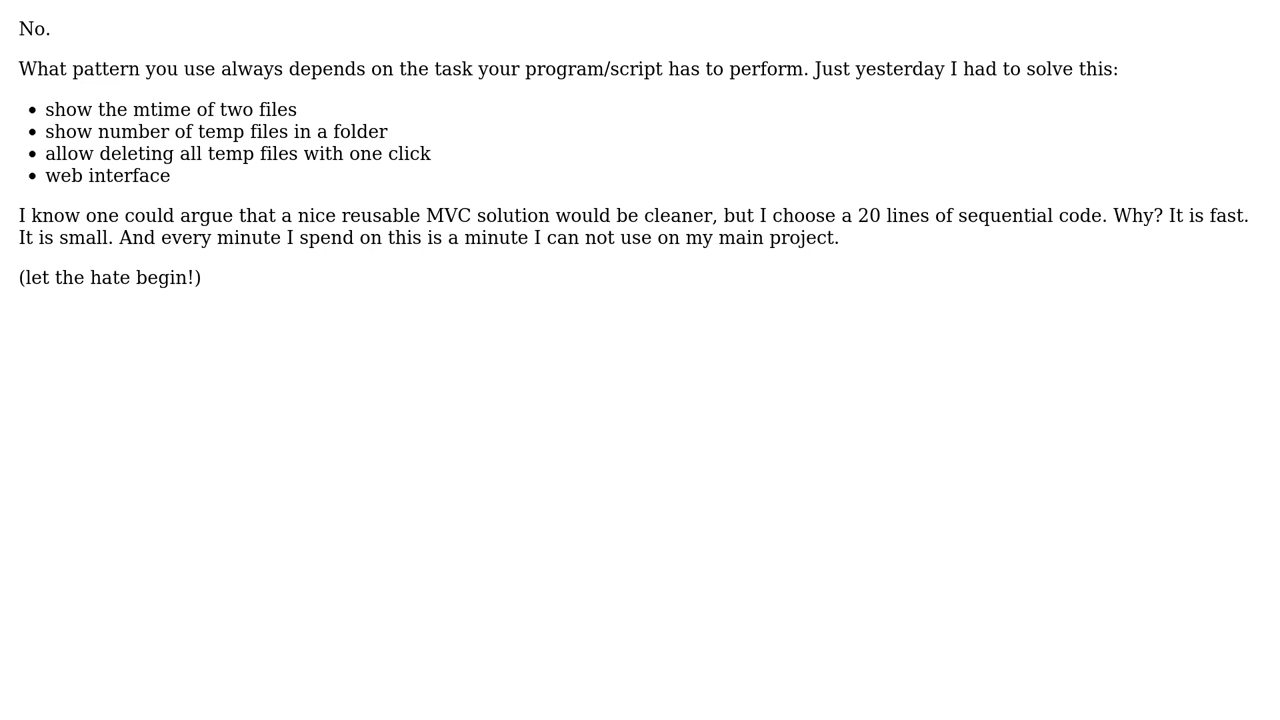 No.
What pattern you use always depends on the task your program/script has to perform. Just yesterday I had to solve this:
• show the mtime of two files
• show number of temp files in a folder
• allow deleting all temp files with one click
• web interface
I know one could argue that a nice reusable MVC solution would be cleaner, but I choose a 20 lines of sequential code. Why? It is fast.
It is small. And every minute I spend on this is a minute I can not use on my main project.
(let the hate begin!)